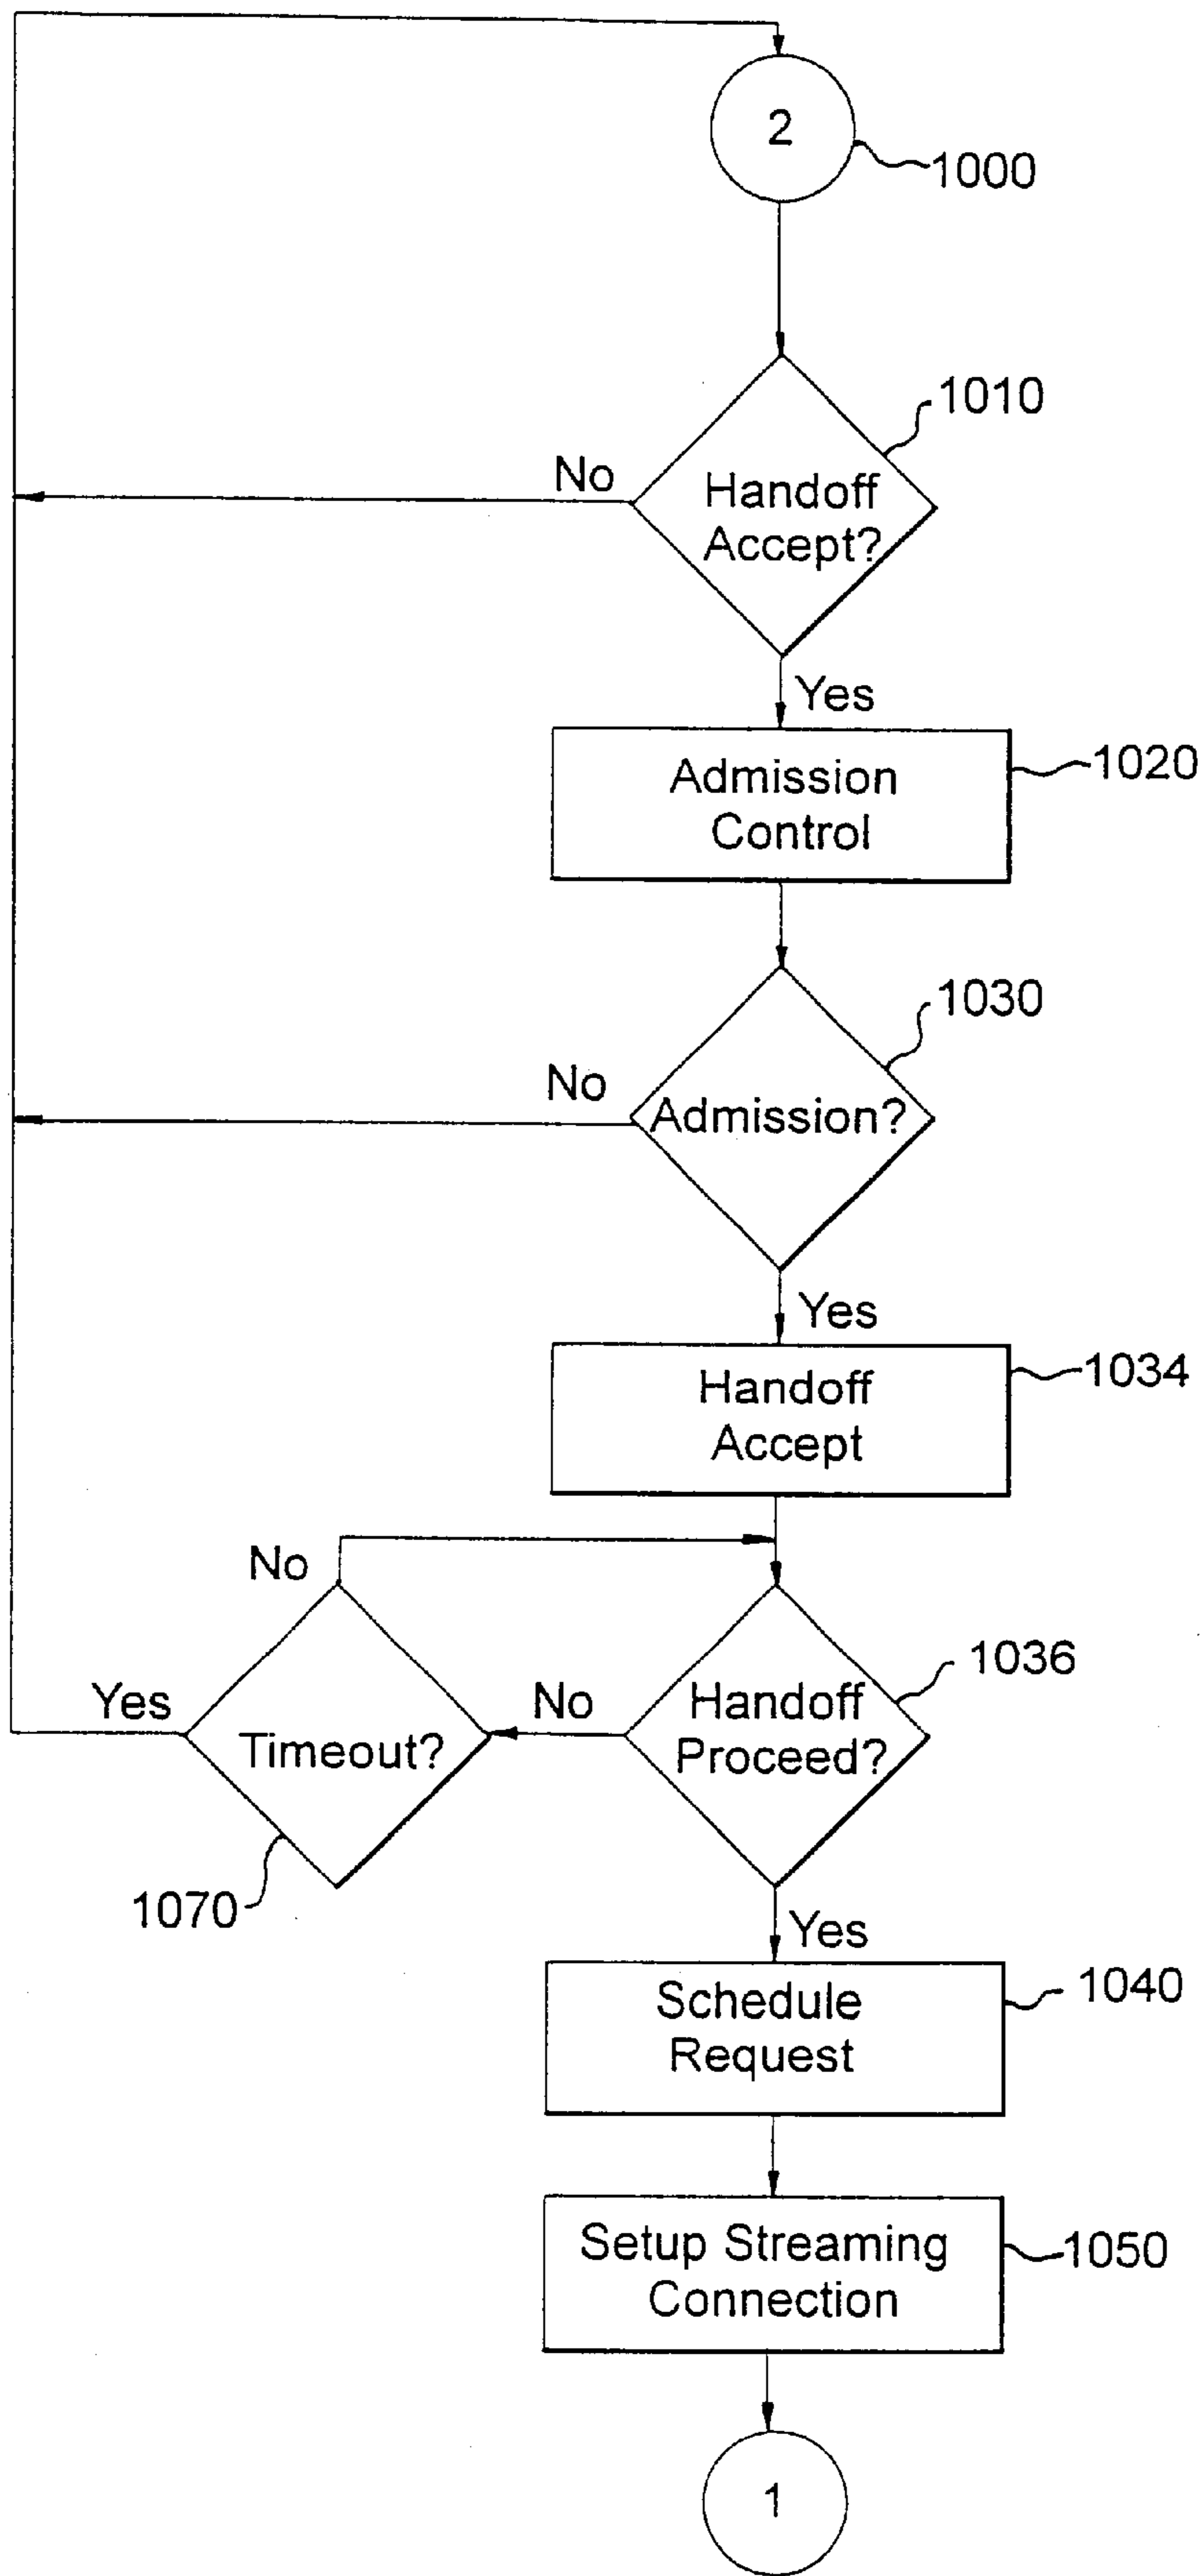 2
1000
1010
No
Handoff
Accept?
Yes
Admission
Control
1020
1030
No
Admission?
Yes
Handoff
Accept
1034
No
1036
Yes
Timeout?
No
Handoff
Proceed?
1070
Yes
Schedule
Request
1040
Setup Streaming
Connection
1050
1